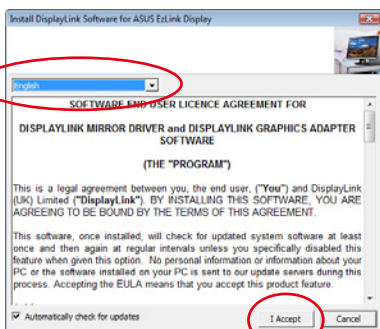 Install DisplayLink Software for ASUS EzLink Display
English
SOFTWARE END USER LICENCE AGREEMENT FOR
DISPLAYLINK MIRROR DRIVER and DISPLAYLINK GRAPHICS ADAPTER
SOFTWARE
(THE "PROGRAM")
This is a legal agreement between you, the end user, ("You") and DisplayLink
(UK) Limited ("DisplayLink"). BY INSTALLING THIS SOFTWARE, YOU ARE
AGREEING TO BE BOUND BY THE TERMS OF THIS AGREEMENT.
This software, once installed, will check for updated system software at least
once and then again at regular intervals unless you specifically disabled this
feature when given this option. No personal information or information about your
PC or the software installed on your PC is sent to our update servers during this
process. Accepting the EULA means that you accept this product feature.
Automatically check for updates
I Accept
Cancel